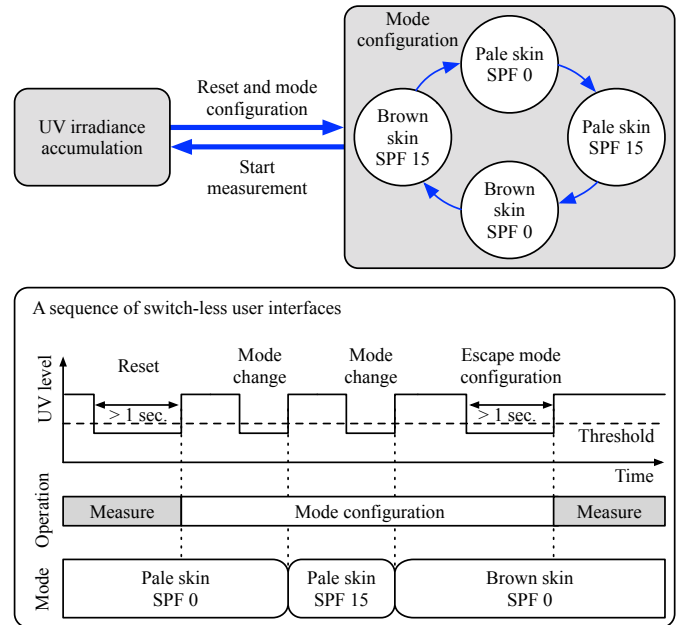 Mode
configuration
Pale skin
SPF 0
Reset and mode
configuration
UV irradiance
accumulation
Brown
skin
SPF 15
Pale skin
SPF 15
Start
measurement
Brown
skin
SPF 0
A sequence of switch-less user interfaces
UV level
Reset
Mode
change
Mode
change
Escape mode
configuration
> 1 sec.
> 1 sec.
Threshold
Time
Operation
Measure
Mode configuration
Measure
Mode
Pale skin
SPF 0
Pale skin
SPF 15
Brown skin
SPF 0